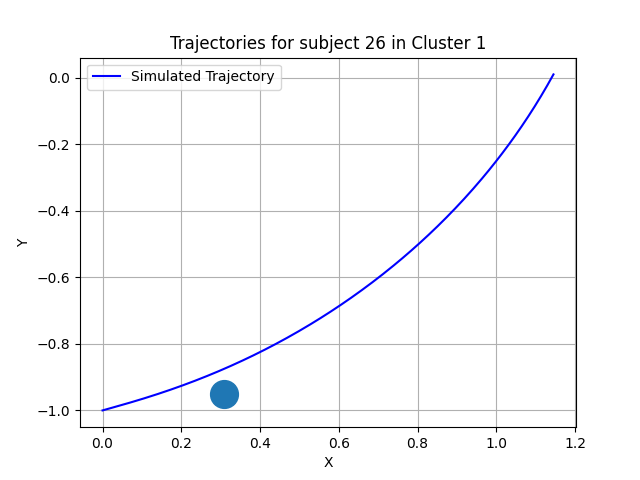 Trajectories for subject 26 in Cluster 1
Simulated Trajectory
0.0
−0.2
−0.4
−0.6
−0.8
−1.0
Y
0.0 0.2 0.4 0.6 0.8 1.0 1.2
X